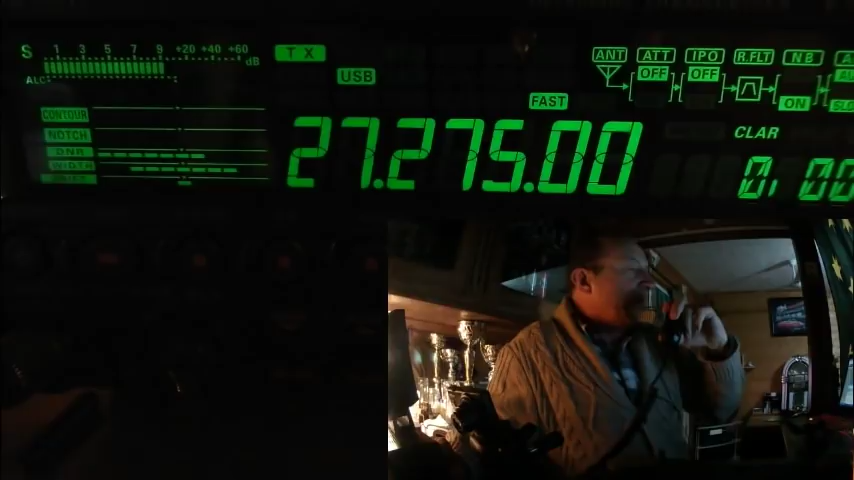 S 1 3 5 7 9 +20 +40 +60 dB
TX
ANT ATT IPO R.FLT NB
ALC
USB
OFF OFF
FAST
ON
CONTOUR
NOTCH
DNR
WIDTH
27.275.00
CLAR
0, 00